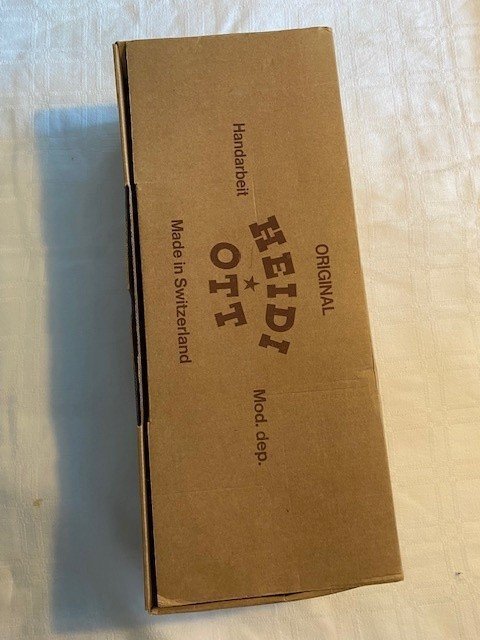 ORIGINAL
Handarbeit
HEIDI
OTT
Mod. dep.
Made in Switzerland